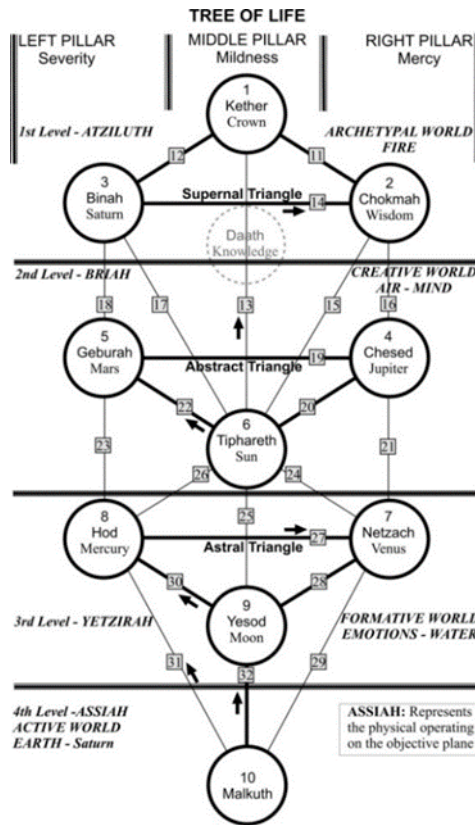 TREE OF LIFE
LEFT PILLAR
Severity
MIDDLE PILLAR
Mildness
RIGHT PILLAR
Mercy
1
Kether
Crown
1st Level - ATZILUTH
ARCHETYPAL WORLD
FIRE
12
11
3
Binah
Saturn
Supernal Triangle
14
2
Chokmah
Wisdom
Daath
Knowledge
2nd Level - BRIAH
CREATIVE WORLD
AIR - MIND
18
17
13
15
16
5
Geburah
Mars
19
Abstract Triangle
4
Chesed
Jupiter
22
20
6
Tiphareth
Sun
23
21
26
24
8
Hod
Mercury
25
27
Astral Triangle
7
Netzach
Venus
30
28
9
Yesod
Moon
3rd Level - YETZIRAH
FORMATIVE WORLD
EMOTIONS - WATER
31
32
29
4th Level -ASSIAH
ACTIVE WORLD
EARTH - Saturn
ASSIAH: Represents
the physical operating
on the objective plane
10
Malkuth